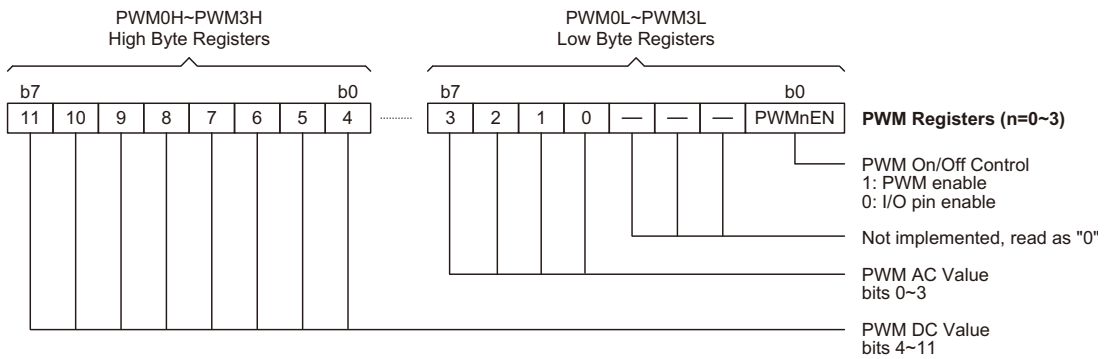 PWM0H~PWM3H
High Byte Registers
PWM0L~PWM3L
Low Byte Registers
b7 b0 b7 b0
11 10 9 8 7 6 5 4 3 2 1 0 — — — PWMnEN PWM Registers (n=0~3)
PWM On/Off Control
1: PWM enable
0: I/O pin enable
Not implemented, read as "0"
PWM AC Value
bits 0~3
PWM DC Value
bits 4~11